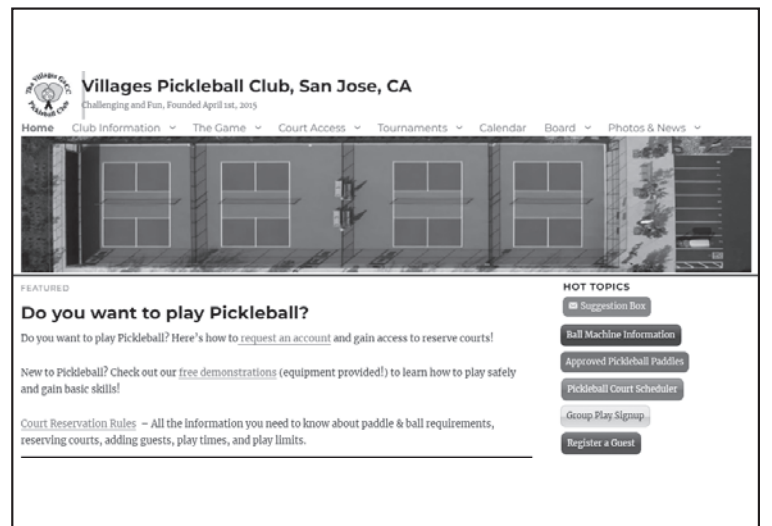 The Villages GACC
Pickleball Club
Villages Pickleball Club, San Jose, CA
Challenging and Fun, Founded April 1st, 2015
Home Club Information The Game Court Access Tournaments Calendar Board Photos & News
FEATURED
Do you want to play Pickleball?
Do you want to play Pickleball? Here's how to request an account and gain access to reserve courts!
New to Pickleball? Check out our free demonstrations (equipment provided!) to learn how to play safely
and gain basic skills!
Court Reservation Rules – All the information you need to know about paddle & ball requirements,
reserving courts, adding guests, play times, and play limits.
HOT TOPICS
Suggestion Box
Ball Machine Information
Approved Pickleball Paddles
Pickleball Court Scheduler
Group Play Signup
Register a Guest